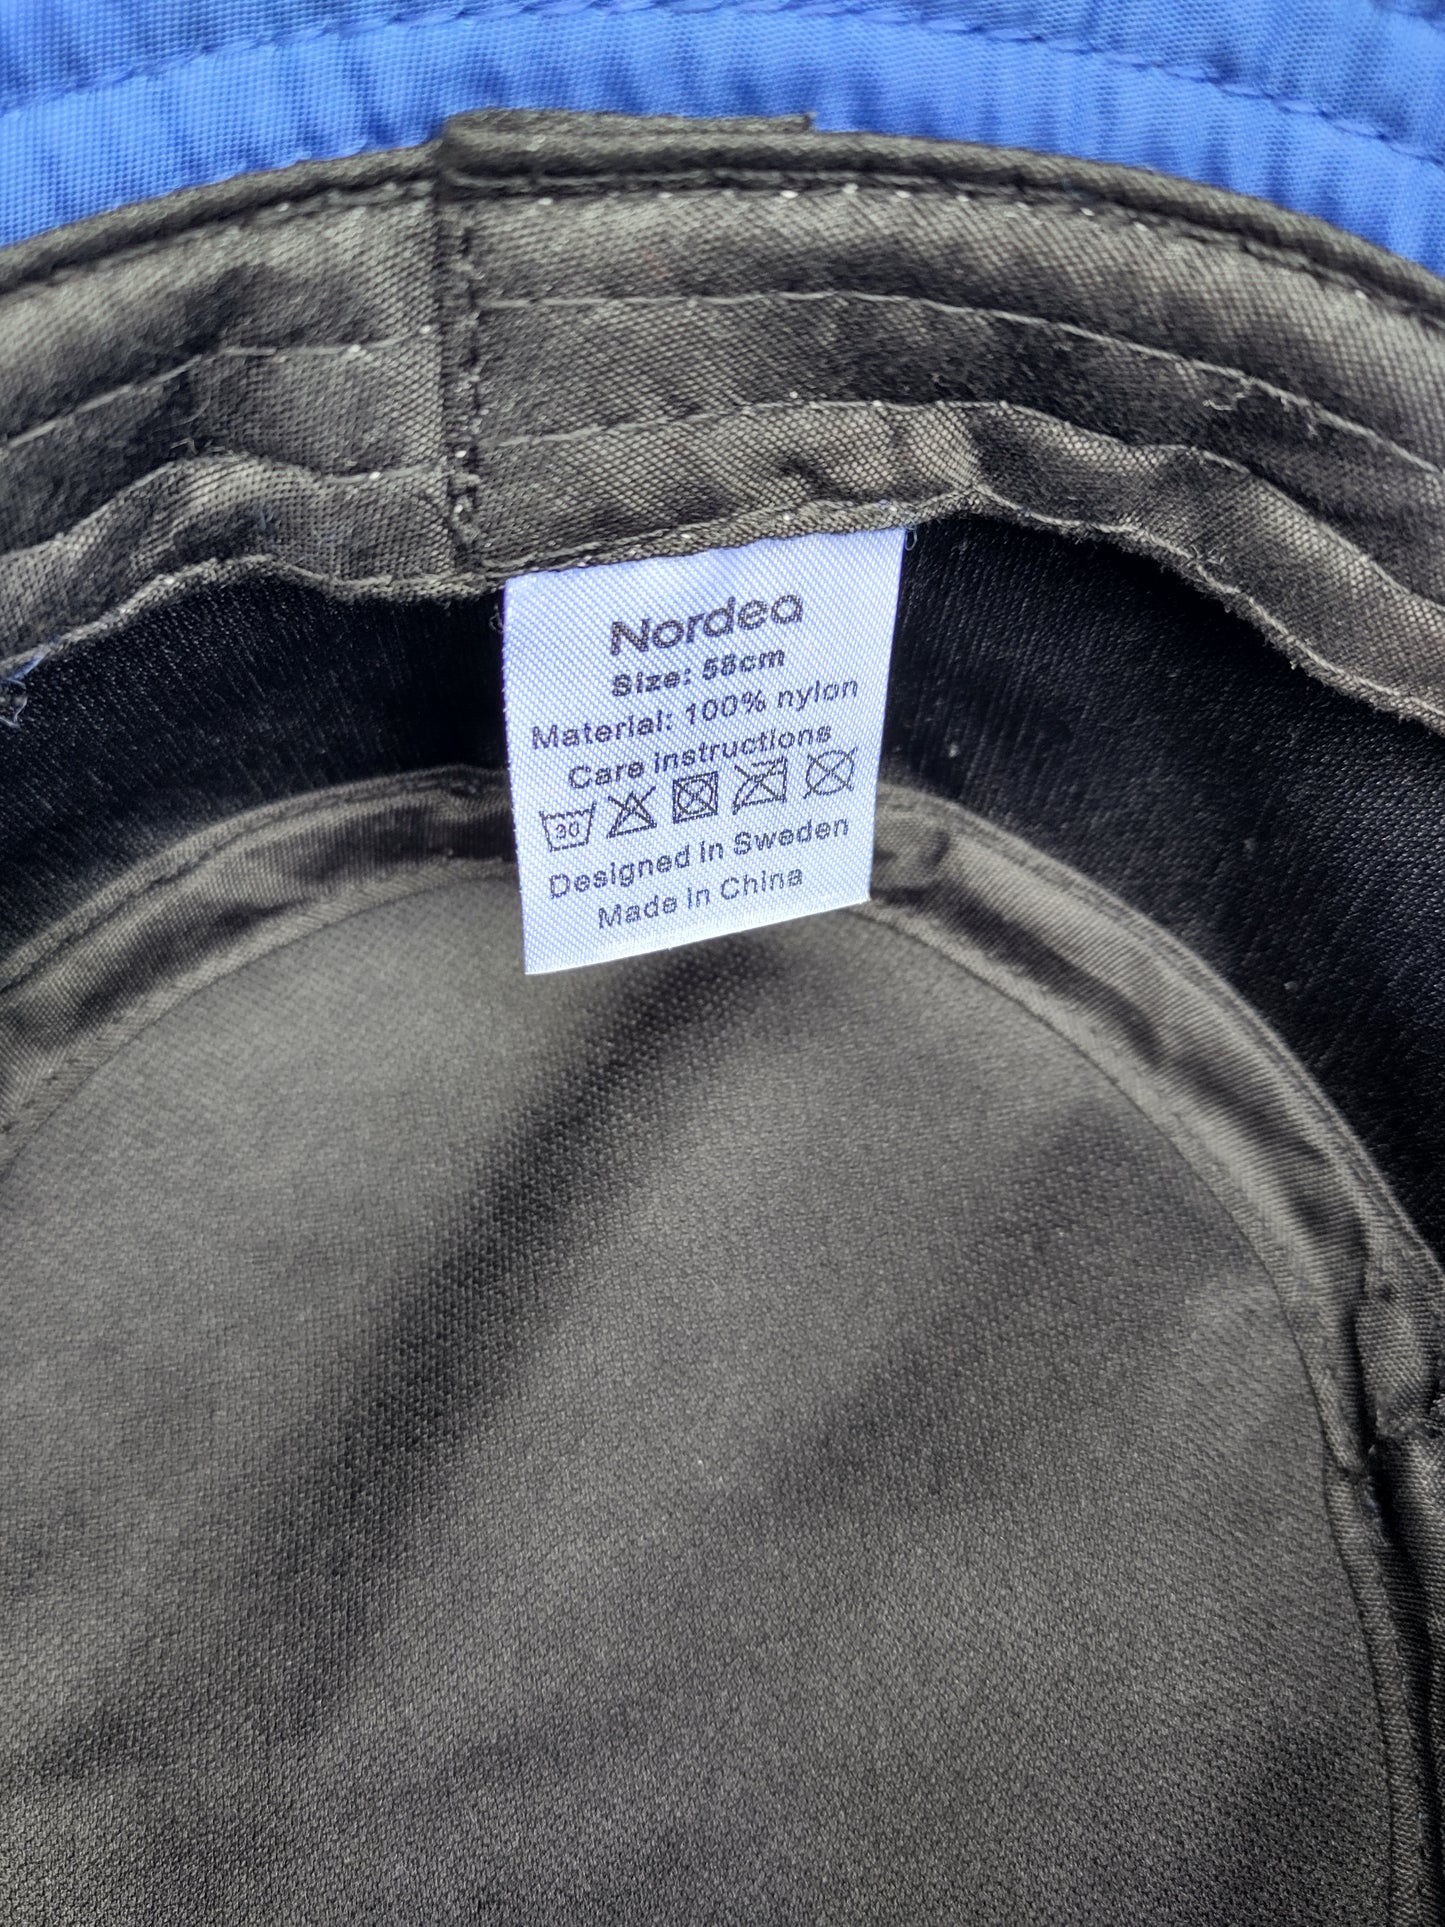 Nordea
Size: 58cm
Material: 100% nylon
Care instructions
30
Designed in Sweden
Made in China